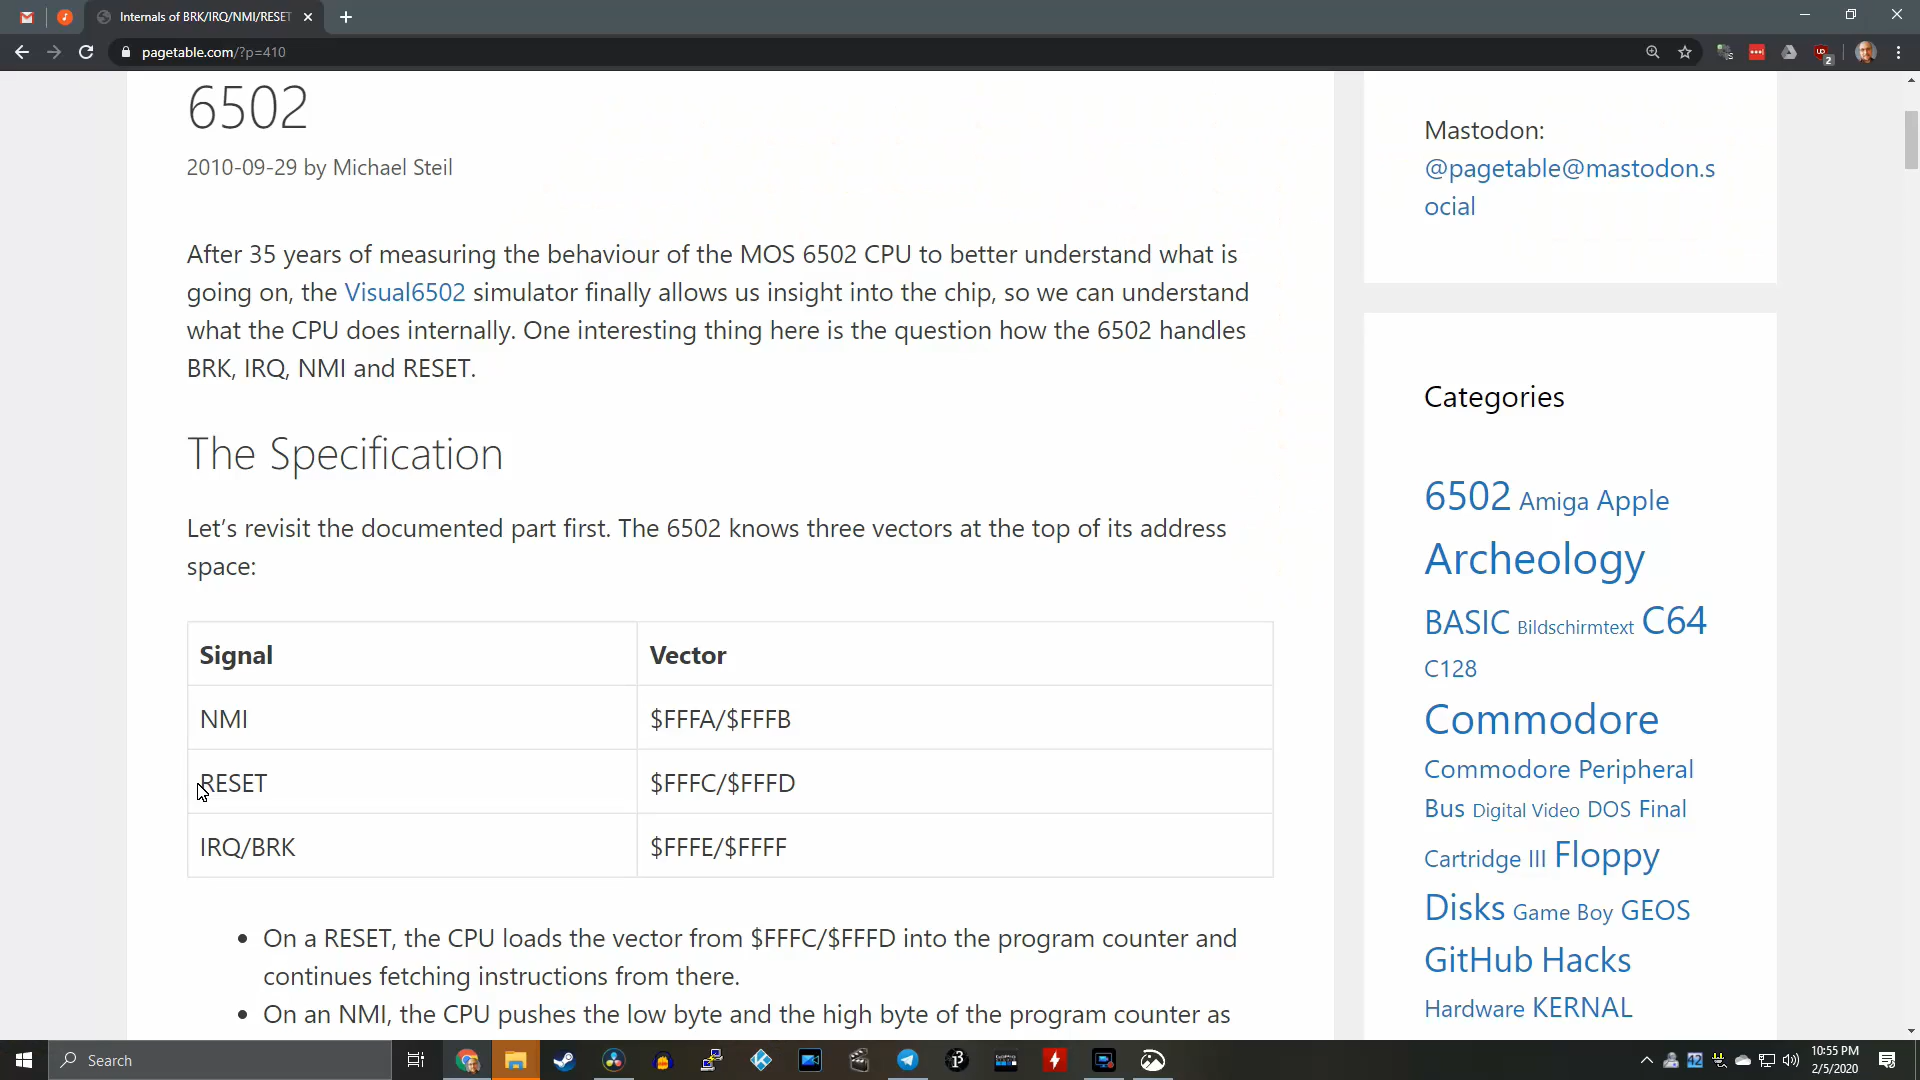 Internals of BRK/IRQ/NMI/RESET
pagetable.com/?p=410
2
6502
2010-09-29 by Michael Steil
After 35 years of measuring the behaviour of the MOS 6502 CPU to better understand what is
going on, the Visual6502 simulator finally allows us insight into the chip, so we can understand
what the CPU does internally. One interesting thing here is the question how the 6502 handles
BRK, IRQ, NMI and RESET.
The Specification
Let’s revisit the documented part first. The 6502 knows three vectors at the top of its address
space:
Signal Vector
NMI $FFFA/$FFFB
RESET $FFFC/$FFFD
IRQ/BRK $FFFE/$FFFF
On a RESET, the CPU loads the vector from $FFFC/$FFFD into the program counter and
continues fetching instructions from there.
On an NMI, the CPU pushes the low byte and the high byte of the program counter as
Mastodon:
@pagetable@mastodon.s
ocial
Categories
6502 Amiga Apple
Archeology
BASIC Bildschirmtext C64
C128
Commodore
Commodore Peripheral
Bus Digital Video DOS Final
Cartridge III Floppy
Disks Game Boy GEOS
GitHub Hacks
Hardware KERNAL
Search
42
10:55 PM
2/5/2020